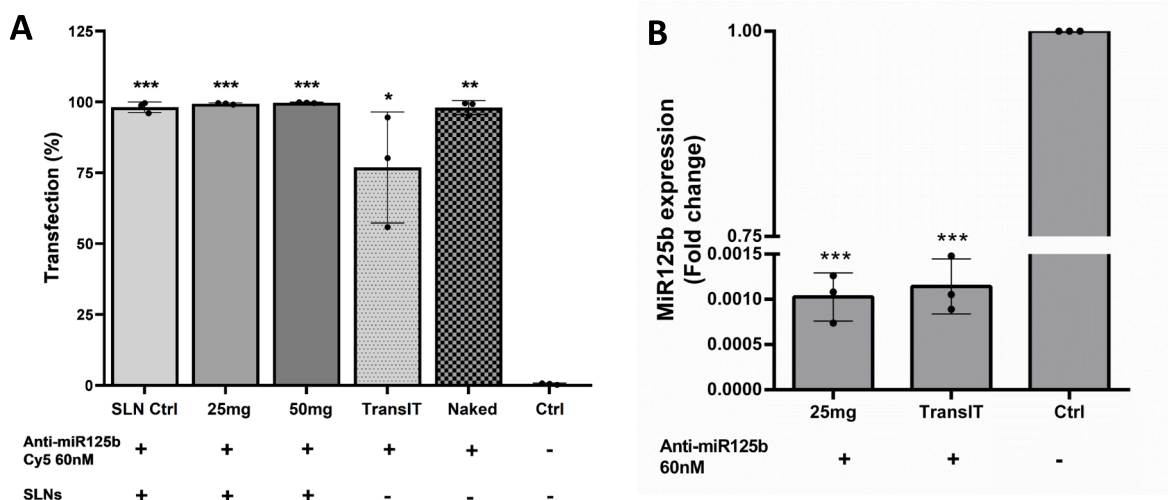 A
Transfection (%)
125
100
75
50
25
0
***
***
***
*
**
SLN Ctrl 25mg 50mg TransIT Naked Ctrl
Anti-miR125b
Cy5 60nM + + + + + -
SLNs + + + - - -
B
MiR125b expression
(Fold change)
1.00
0.75
0.0015
0.0010
0.0005
0.0000
***
***
25mg TransIT Ctrl
Anti-miR125b
60nM + + -